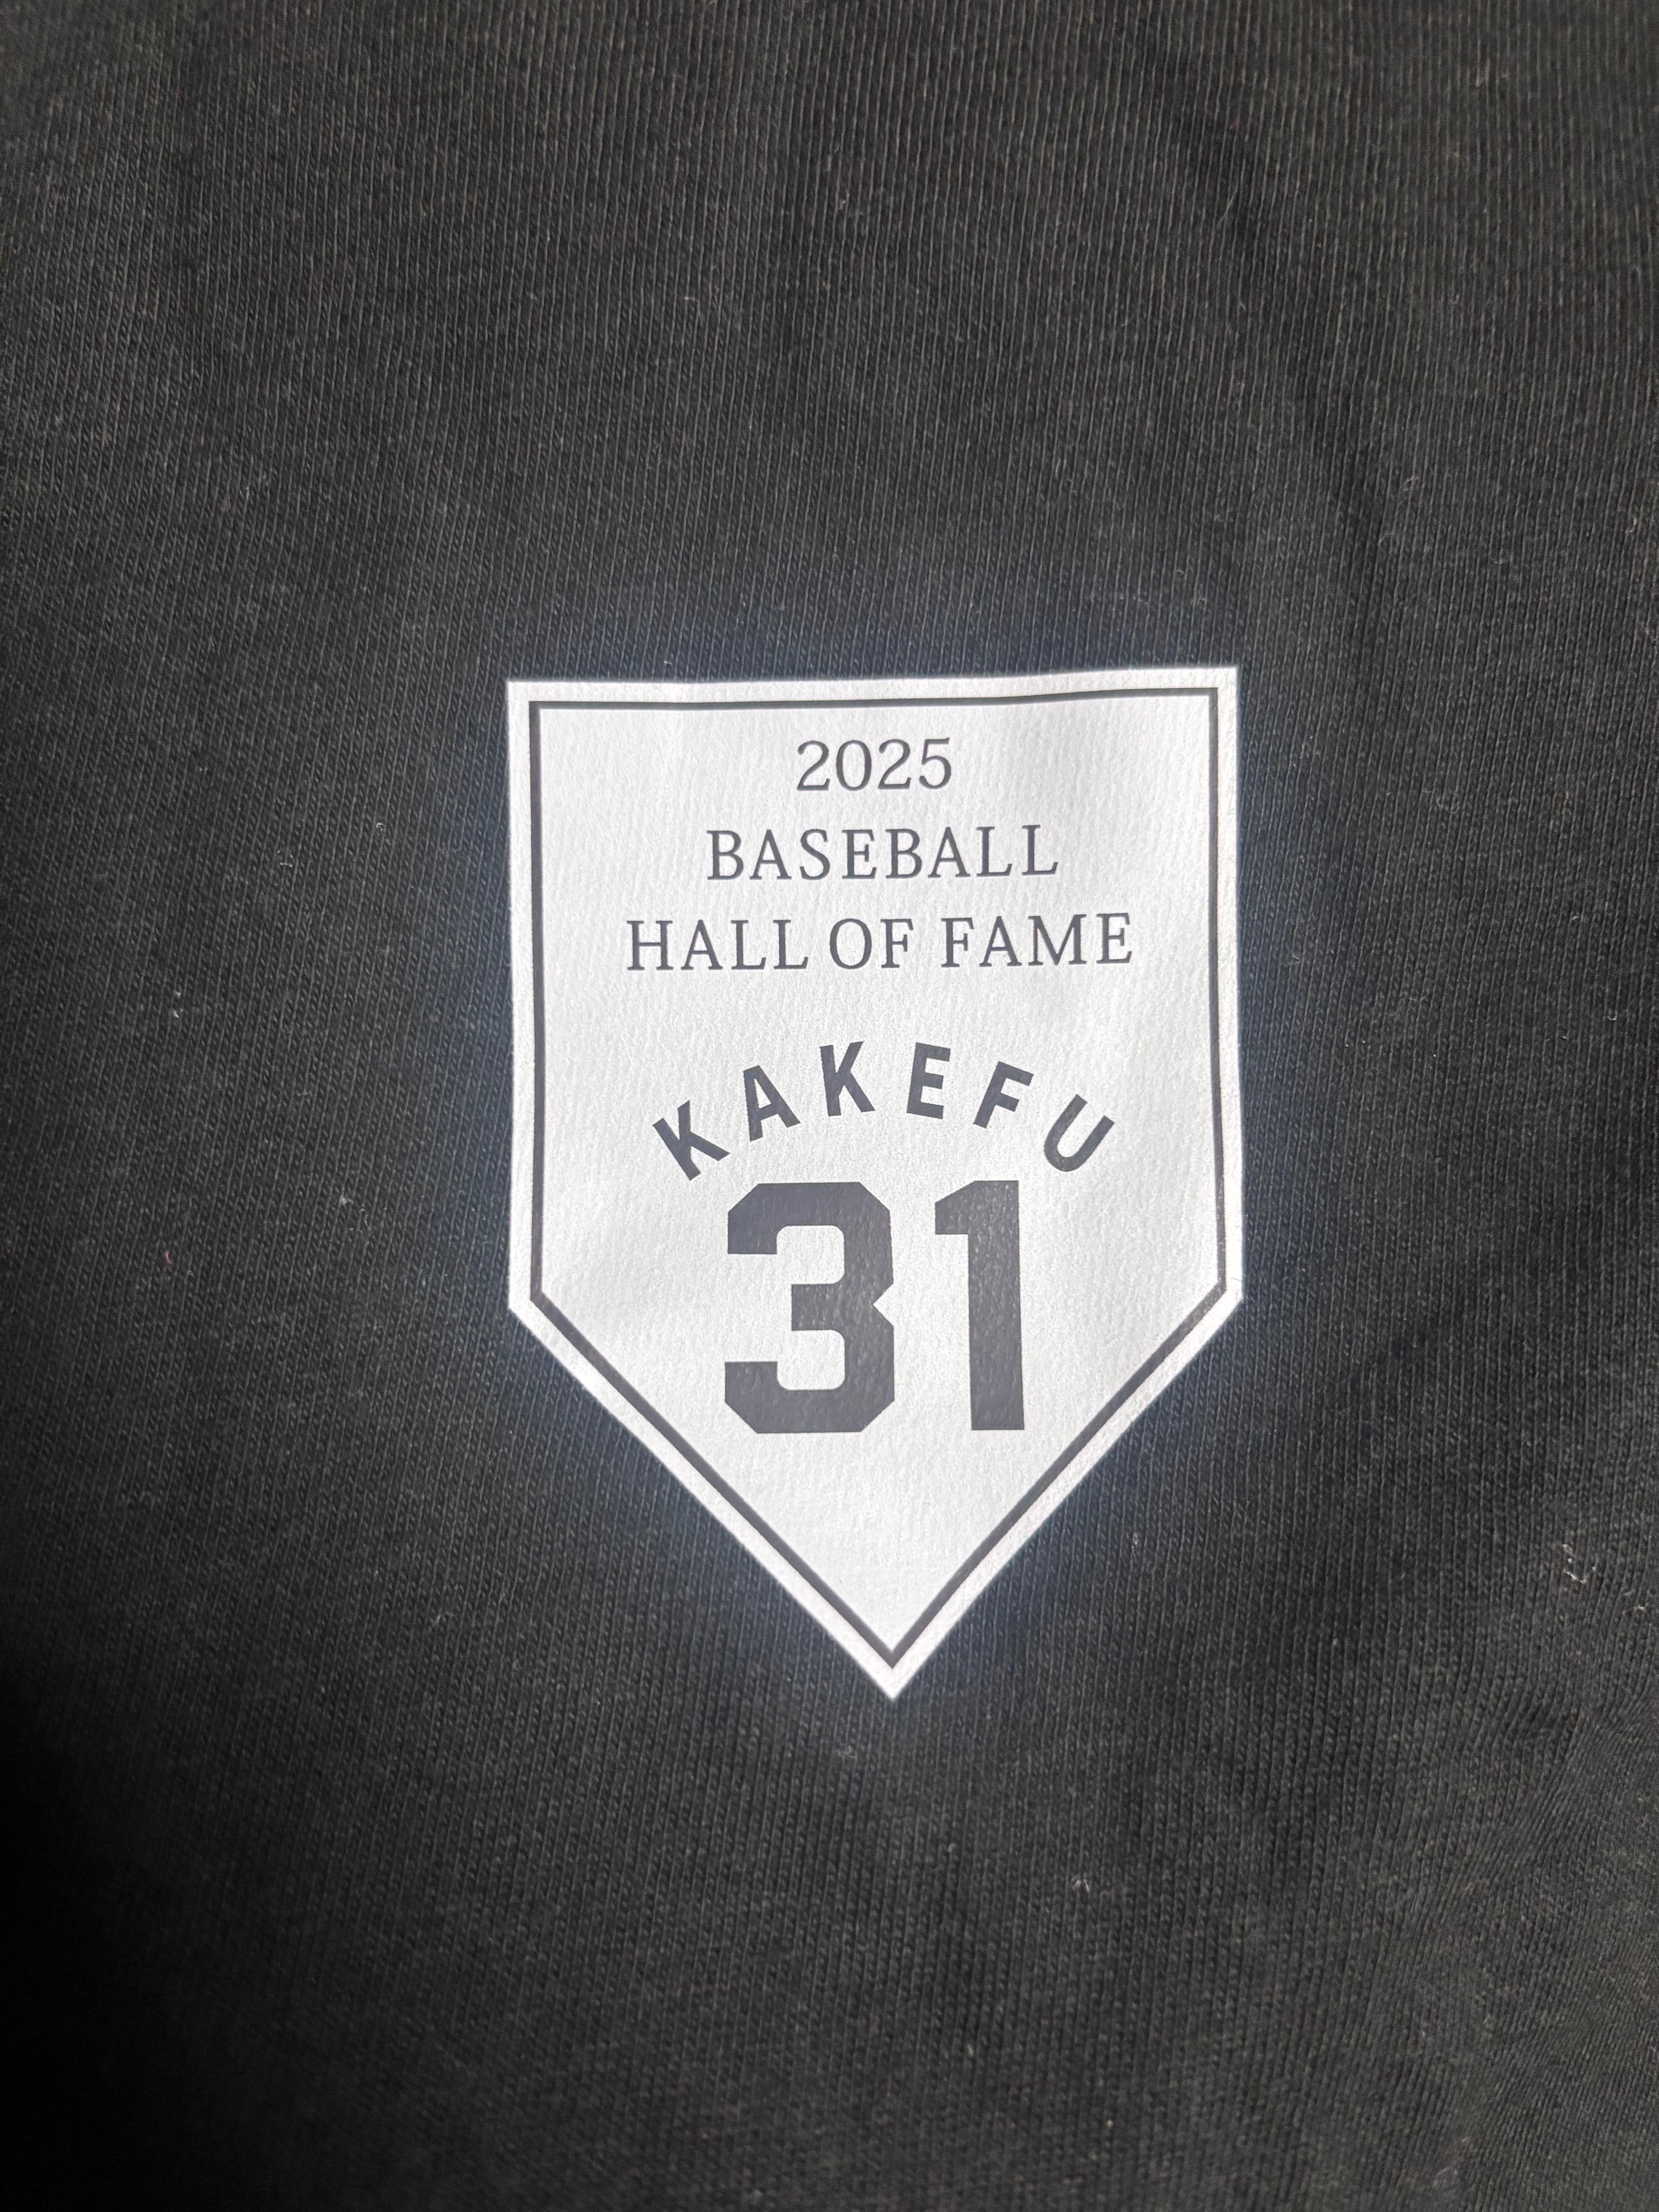 2025
BASEBALL
HALL OF FAME
KAKEFU
31